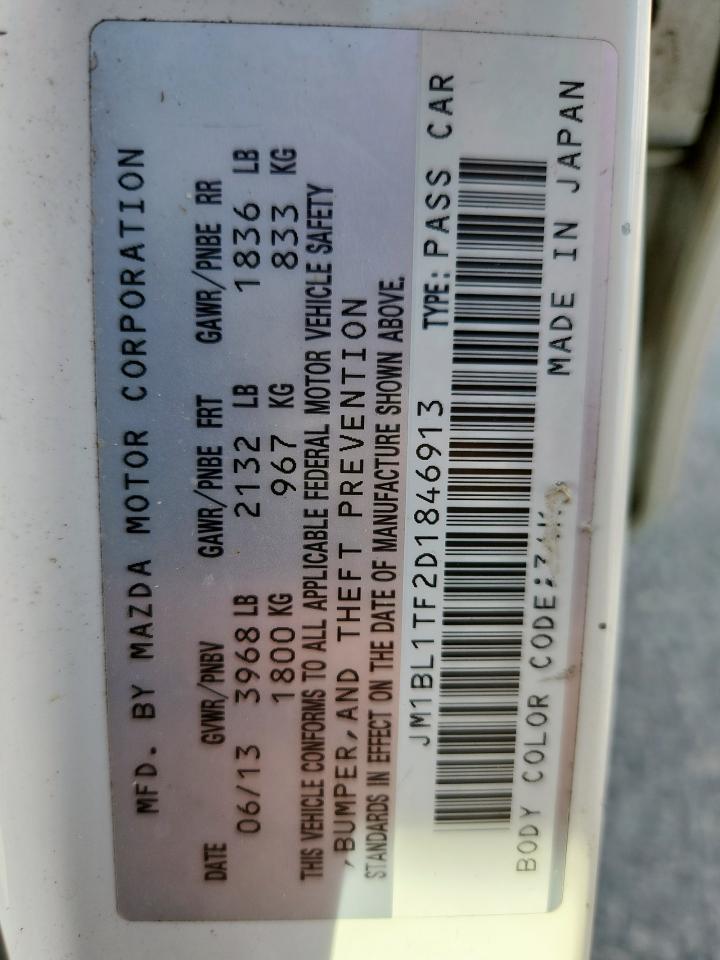 MFD. BY MAZDA MOTOR CORPORATION
DATE GVWR/PNBV GAWR/PNBE FRT GAWR/PNBE RR
06/13 3968 LB 2132 LB 1836 LB
1800 KG 967 KG 833 KG
THIS VEHICLE CONFORMS TO ALL APPLICABLE FEDERAL MOTOR VEHICLE SAFETY
,BUMPER,AND THEFT PREVENTION
STANDARDS IN EFFECT ON THE DATE OF MANUFACTURE SHOWN ABOVE.
JM1BL1TF2D1846913 TYPE: PASS CAR
BODY COLOR CODE: MADE IN JAPAN